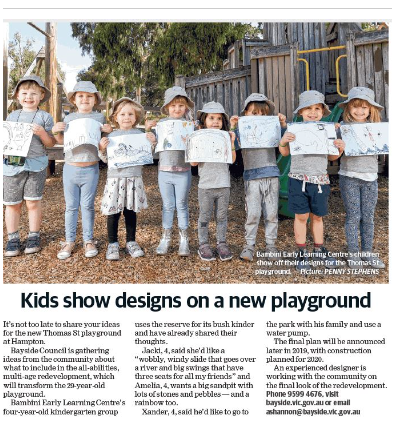 Bambini Early Learning Centre's children
show off their designs for the Thomas St
playground. Picture: PENNY STEPHENS
Kids show designs on a new playground
It's not too late to share your ideas
for the new Thomas St playground
at Hampton.
Bayside Council is gathering
ideas from the community about
what to include in the all-abilities,
multi-age redevelopment, which
will transform the 29-year-old
playground.
Bambini Early Learning Centre's
four-year-old kindergarten group
uses the reserve for its bush kinder
and have already shared their
thoughts.
Jacki, 4, said she'd like a
"wobbly, windy slide that goes over
a river and big swings that have
three seats for all my friends" and
Amelia, 4, wants a big sandpit with
lots of stones and pebbles — and a
rainbow too.
Xander, 4, said he'd like to go to
the park with his family and use a
water pump.
The final plan will be announced
later in 2019, with construction
planned for 2020.
An experienced designer is
working with the community on
the final look of the redevelopment.
Phone 9599 4676, visit
bayside.vic.gov.au or email
ashannon@bayside.vic.gov.au